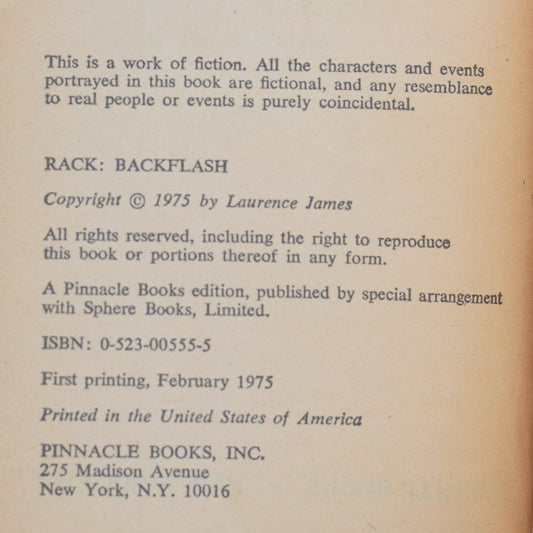 This is a work of fiction. All the characters and events
portrayed in this book are fictional, and any resemblance
to real people or events is purely coincidental.
RACK: BACKFLASH
Copyright © 1975 by Laurence James
All rights reserved, including the right to reproduce
this book or portions thereof in any form.
A Pinnacle Books edition, published by special arrangement
with Sphere Books, Limited.
ISBN: 0-523-00555-5
First printing, February 1975
Printed in the United States of America
PINNACLE BOOKS, INC.
275 Madison Avenue
New York, N.Y. 10016